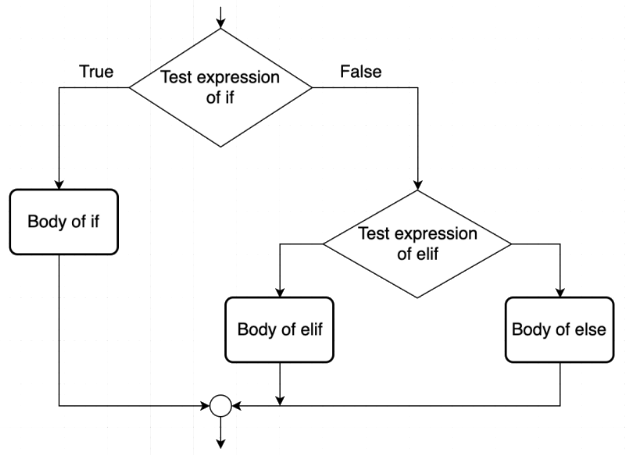 True
Test expression
of if
False
Body of if
Test expression
of elif
Body of elif
Body of else